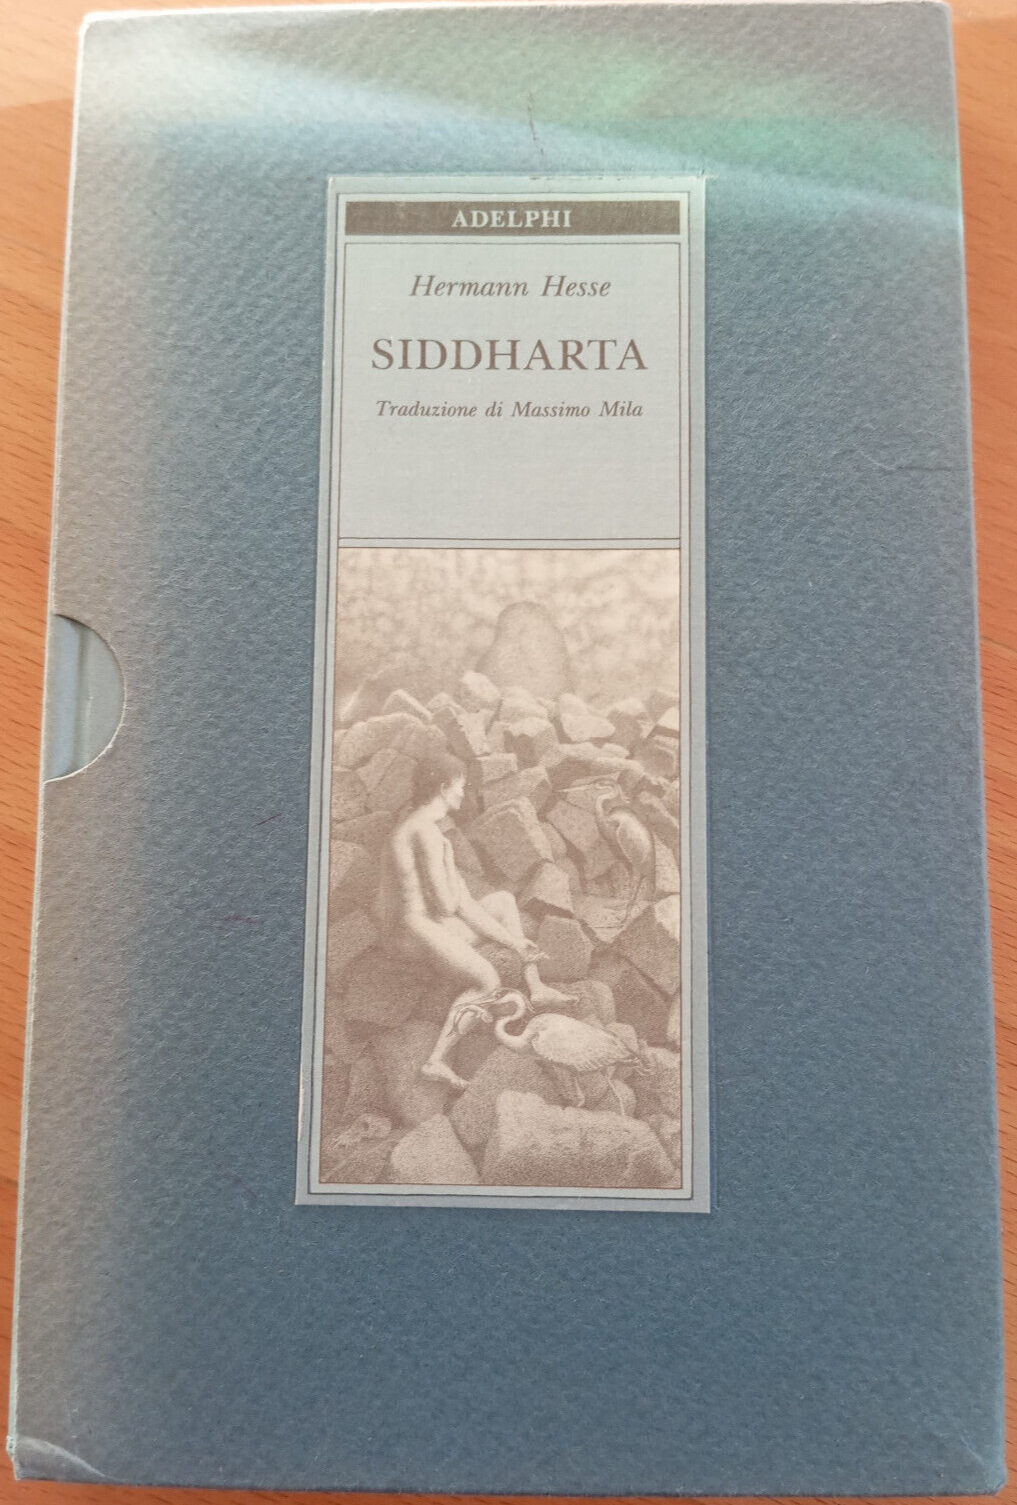 ADELPHI
Hermann Hesse
SIDDHARTA
Traduzione di Massimo Mila